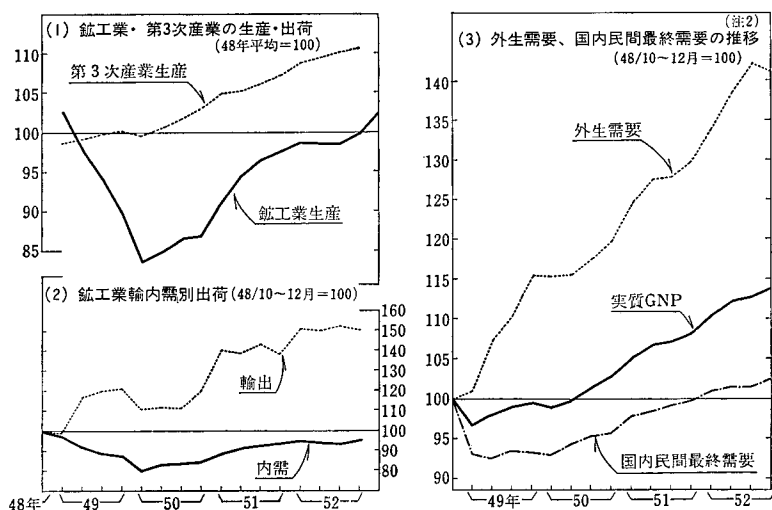 (1) 鉱工業・第3次産業の生産・出荷
(48年平均＝100)
110
105
100
95
90
85
第3次産業生産
鉱工業生産
(2) 鉱工業輸内需別出荷(48/10～12月＝100)
160
150
140
130
120
110
100
90
80
輸出
内需
48年
49
50
51
52
(注2)
(3) 外生需要、国内民間最終需要の推移
(48/10～12月＝100)
140
135
130
125
120
115
110
105
100
95
90
外生需要
実質GNP
国内民間最終需要
49年
50
51
52